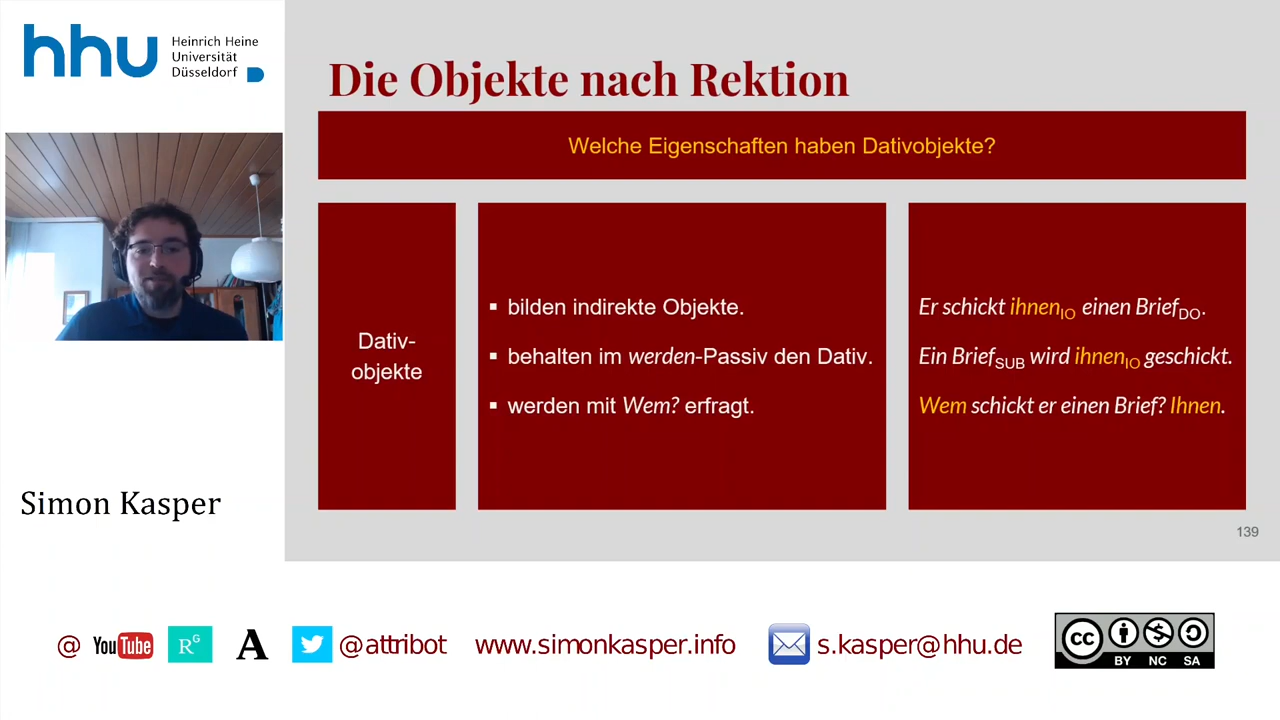 hhu
Heinrich Heine
Universität
Düsseldorf
Die Objekte nach Rektion
Welche Eigenschaften haben Dativobjekte?
Dativ-
objekte
▪ bilden indirekte Objekte.
▪ behalten im werden-Passiv den Dativ.
▪ werden mit Wem? erfragt.
Er schickt ihnenIO einen BriefDO.
Ein BriefSUB wird ihnenIO geschickt.
Wem schickt er einen Brief? Ihnen.
139
Simon Kasper
@ YouTube RG A @attribot www.simonkasper.info s.kasper@hhu.de
cc BY NC SA